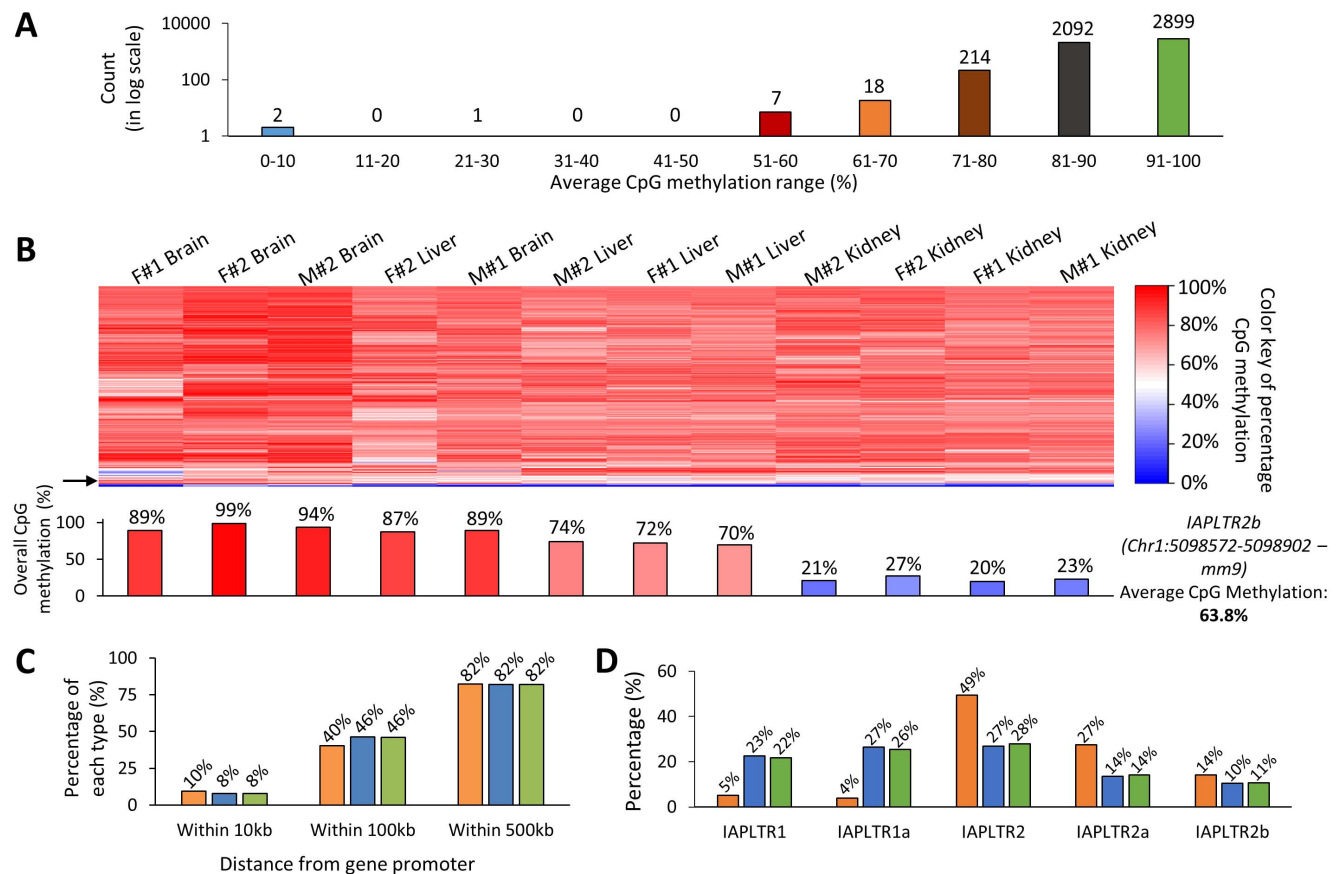 A
Count
(in log scale)
10000
100
1
2
0
1
0
0
7
18
214
2092
2899
0-10
11-20
21-30
31-40
41-50
51-60
61-70
71-80
81-90
91-100
Average CpG methylation range (%)
B
F#1 Brain
F#2 Brain
M#2 Brain
F#2 Liver
M#1 Brain
M#2 Liver
F#1 Liver
M#1 Liver
M#2 Kidney
F#2 Kidney
F#1 Kidney
M#1 Kidney
100%
80%
60%
40%
20%
0%
Color key of percentage
CpG methylation
Overall CpG
methylation (%)
100
50
0
89%
99%
94%
87%
89%
74%
72%
70%
21%
27%
20%
23%
IAPLTR2b
(Chr1:5098572-5098902 –
mm9)
Average CpG Methylation:
63.8%
C
Percentage of
each type (%)
100
75
50
25
0
10%
8%
8%
40%
46%
46%
82%
82%
82%
Within 10kb
Within 100kb
Within 500kb
Distance from gene promoter
D
Percentage (%)
60
40
20
0
5%
23%
22%
4%
27%
26%
49%
27%
28%
27%
14%
14%
14%
10%
11%
IAPLTR1
IAPLTR1a
IAPLTR2
IAPLTR2a
IAPLTR2b